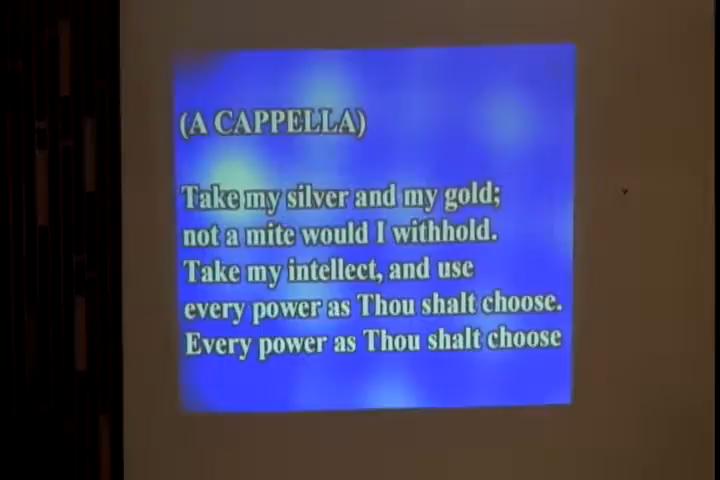 (A CAPPELLA)
Take my silver and my gold;
not a mite would I withhold.
Take my intellect, and use
every power as Thou shalt choose.
Every power as Thou shalt choose